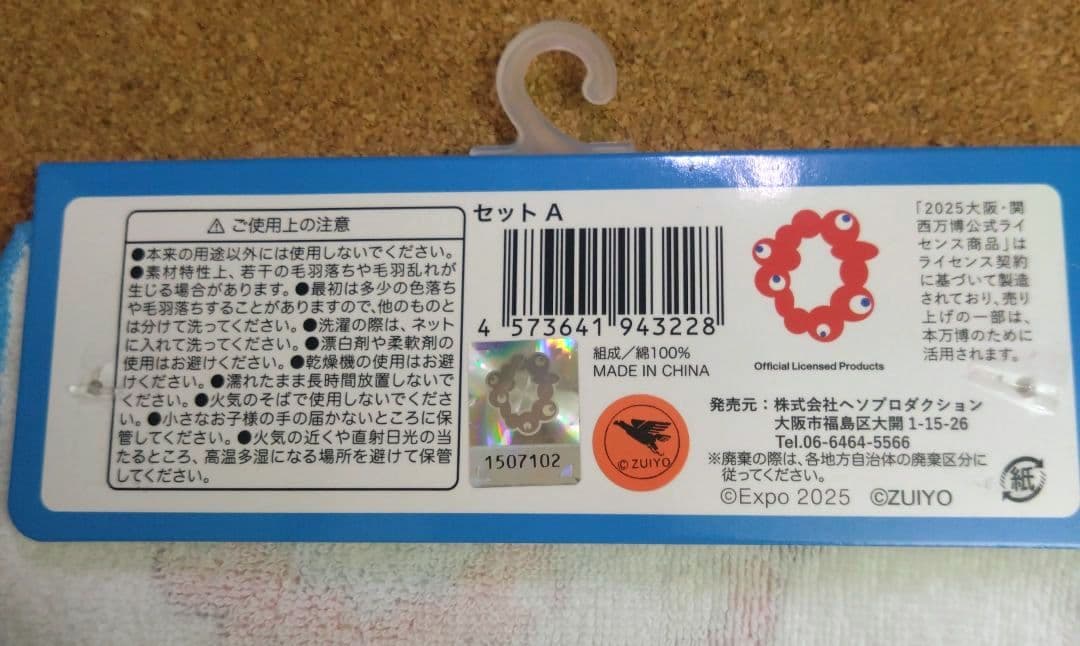 ⚠ご使用上の注意
●本来の用途以外には使用しないでください。
●素材特性上、若干の毛羽落ちや毛羽乱れが
生じる場合があります。●最初は多少の色落ち
や毛羽落ちすることがありますので、他のものと
は分けて洗ってください。●洗濯の際は、ネット
に入れて洗ってください。●漂白剤や柔軟剤の
使用はお避けください。●乾燥機の使用はお避
けください。●濡れたまま長時間放置しないで
ください。●火気のそばで使用しないでくださ
い。●小さなお子様の手の届かないところに保
管してください。●火気の近くや直射日光の当
たるところ、高温多湿になる場所を避けて保管
してください。
セットA
4 573641 943228
組成／綿100%
MADE IN CHINA
1507102
©ZUIYO
Official Licensed Products
「2025大阪・関
西万博公式ライ
センス商品」は
ライセンス契約
に基づいて製造
されており、売り
上げの一部は、
本万博のために
活用されます。
発売元：株式会社ヘソプロダクション
大阪市福島区大開1-15-26
Tel.06-6464-5566
※廃棄の際は、各地方自治体の廃棄区分に
従ってください。
©Expo 2025 ©ZUIYO
紙